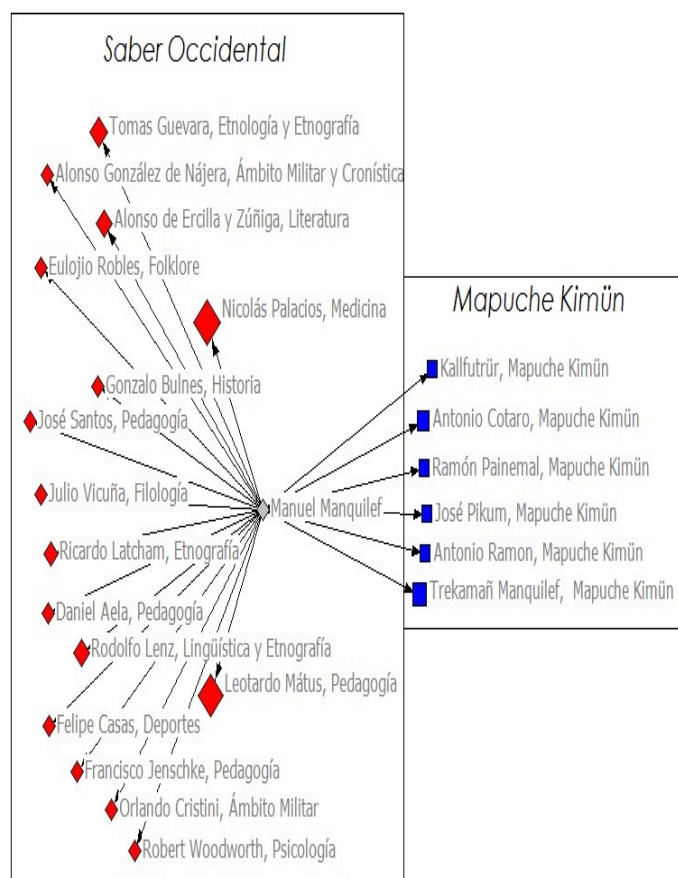 Saber Occidental
Tomas Guevara, Etnología y Etnografía
Alonso González de Nájera, Ámbito Militar y Cronística
Alonso de Ercilla y Zúñiga, Literatura
Eulojio Robles, Folklore
Nicolás Palacios, Medicina
Gonzalo Bulnes, Historia
José Santos, Pedagogía
Julio Vicuña, Filología
Manuel Manquilef
Ricardo Latcham, Etnografía
Daniel Aela, Pedagogía
Rodolfo Lenz, Lingüística y Etnografía
Leotardo Mátus, Pedagogía
Felipe Casas, Deportes
Francisco Jenschke, Pedagogía
Orlando Cristini, Ámbito Militar
Robert Woodworth, Psicología
Mapuche Kimün
Kallfutrür, Mapuche Kimün
Antonio Cotaro, Mapuche Kimün
Ramón Painemal, Mapuche Kimün
José Pikum, Mapuche Kimün
Antonio Ramon, Mapuche Kimün
Trekamañ Manquilef, Mapuche Kimün